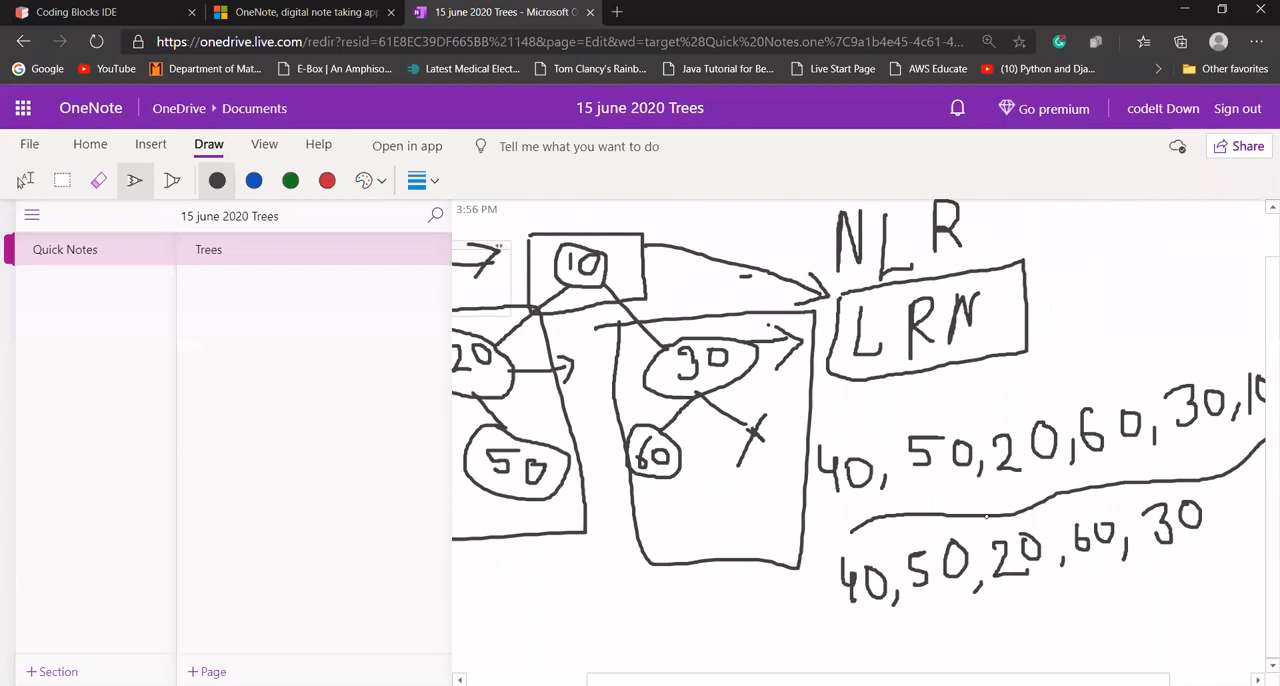 Coding Blocks IDE
OneNote, digital note taking app
15 june 2020 Trees - Microsoft O
https://onedrive.live.com/redir?resid=61E8EC39DF665BB%21148&page=Edit&wd=target%28Quick%20Notes.one%7C9a1b4e45-4c61-4...
Google
YouTube
Department of Mat...
E-Box | An Amphiso...
Latest Medical Elect...
Tom Clancy's Rainb...
Java Tutorial for Be...
Live Start Page
AWS Educate
(10) Python and Dja...
Other favorites
OneNote
OneDrive › Documents
15 june 2020 Trees
Go premium
codeIt Down
Sign out
File Home Insert Draw View Help
Open in app
Tell me what you want to do
Share
15 june 2020 Trees
Quick Notes
Trees
3:56 PM
NLR
10
LRN
20
30
50
60
40, 50, 20, 60, 30, 10
40, 50, 20, 60, 30
+ Section
+ Page